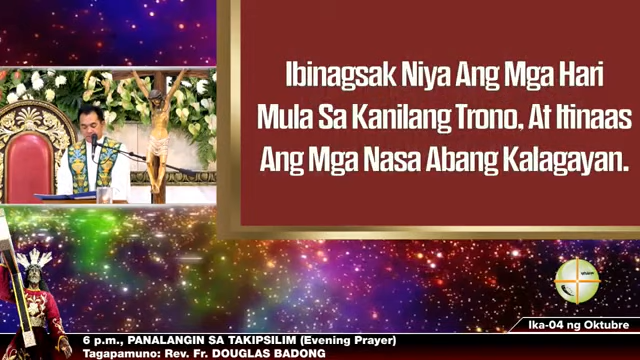 Ibinagsak Niya Ang Mga Hari
Mula Sa Kanilang Trono, At Itinaas
Ang Mga Nasa Abang Kalagayan.
Ika-04 ng Oktubre
6 p.m., PANALANGIN SA TAKIPSILIM (Evening Prayer)
Tagapamuno: Rev. Fr. DOUGLAS BADONG